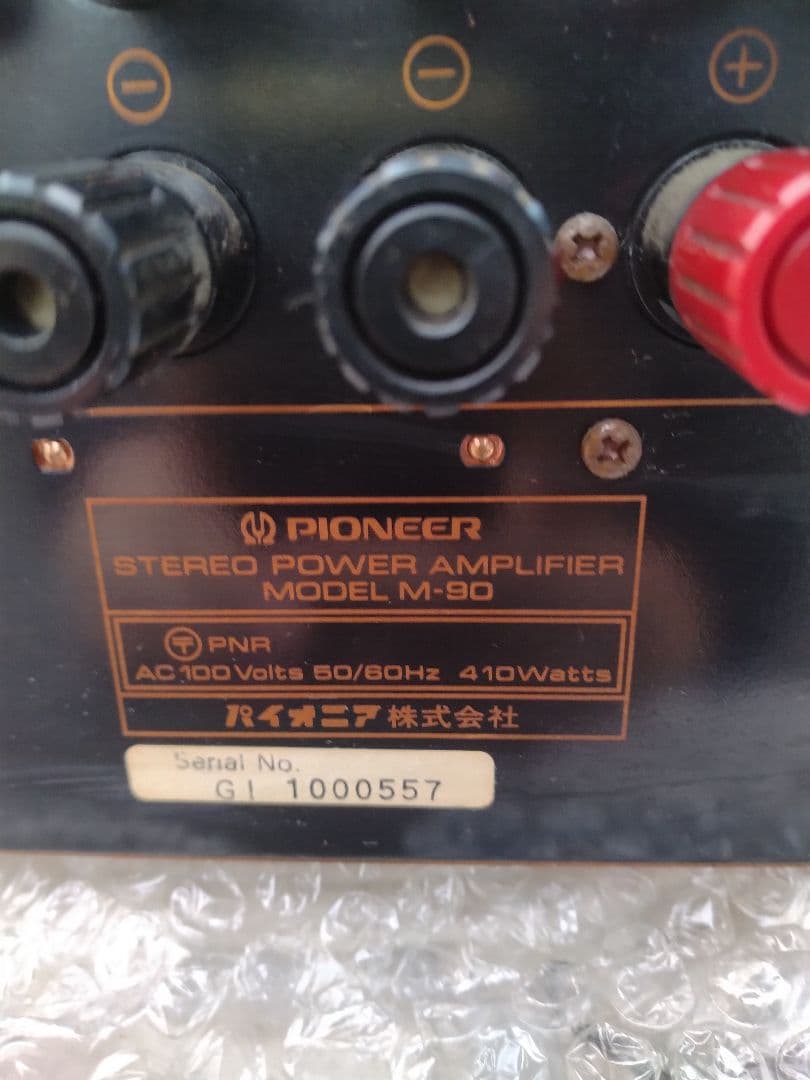 ⊖ ⊖ ⊕
PIONEER
STEREO POWER AMPLIFIER
MODEL M-90
〒 PNR
AC 100 Volts 50/60Hz 410Watts
パイオニア株式会社
Serial No.
GI 1000557